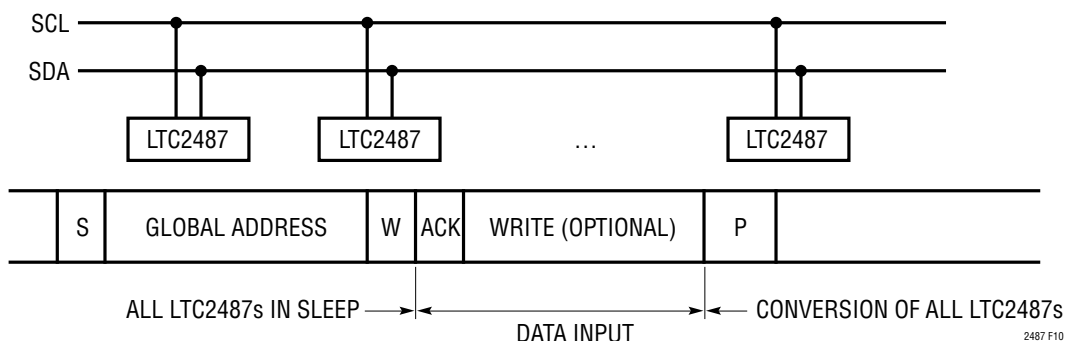 SCL
SDA
LTC2487 LTC2487 ... LTC2487
S GLOBAL ADDRESS W ACK WRITE (OPTIONAL) P
ALL LTC2487s IN SLEEP CONVERSION OF ALL LTC2487s
DATA INPUT
2487 F10